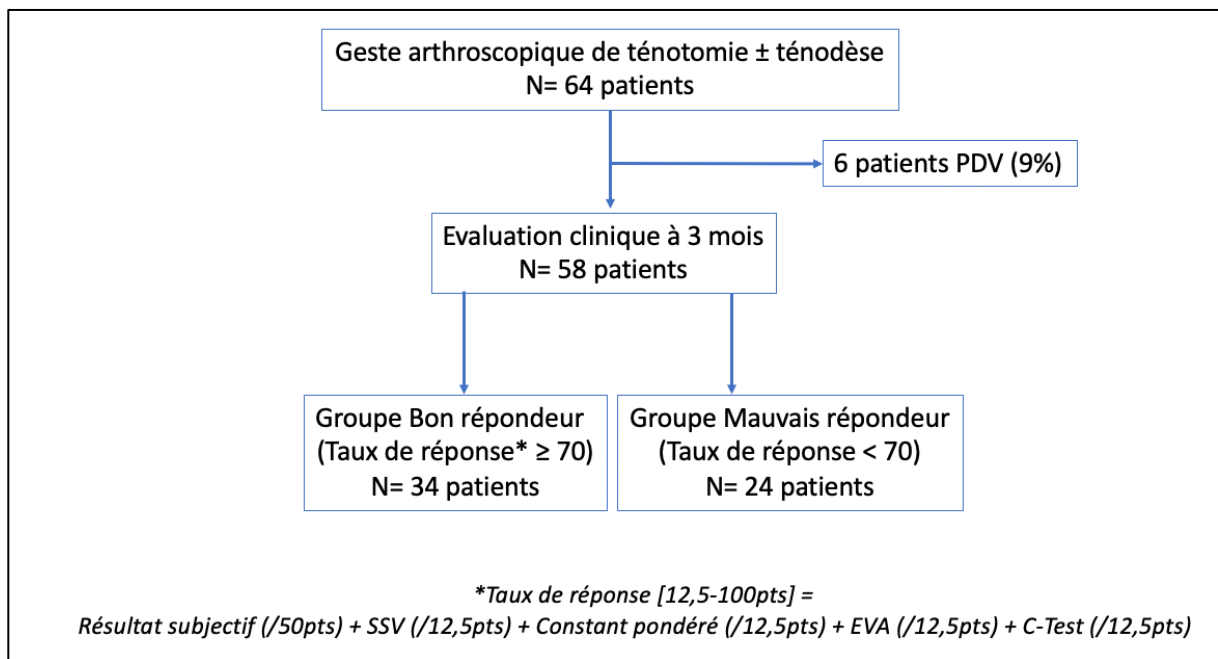 Geste arthroscopique de ténotomie ± ténodèse
N= 64 patients
6 patients PDV (9%)
Evaluation clinique à 3 mois
N= 58 patients
Groupe Bon répondeur
(Taux de réponse* ≥ 70)
N= 34 patients
Groupe Mauvais répondeur
(Taux de réponse < 70)
N= 24 patients
*Taux de réponse [12,5-100pts] =
Résultat subjectif (/50pts) + SSV (/12,5pts) + Constant pondéré (/12,5pts) + EVA (/12,5pts) + C-Test (/12,5pts)